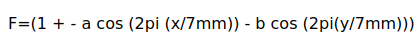 F=(1 + - a cos (2pi (x/7mm)) - b cos (2pi(y/7mm)))